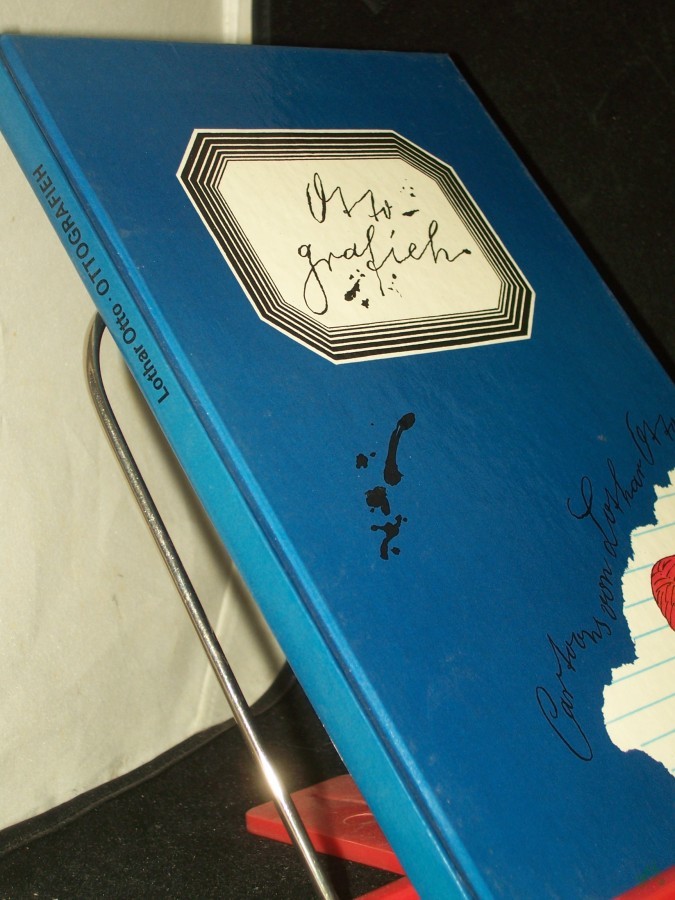 Otto
grafieh.
Cartoons von Lothar Otto
Lothar Otto · OTTOGRAFIEH